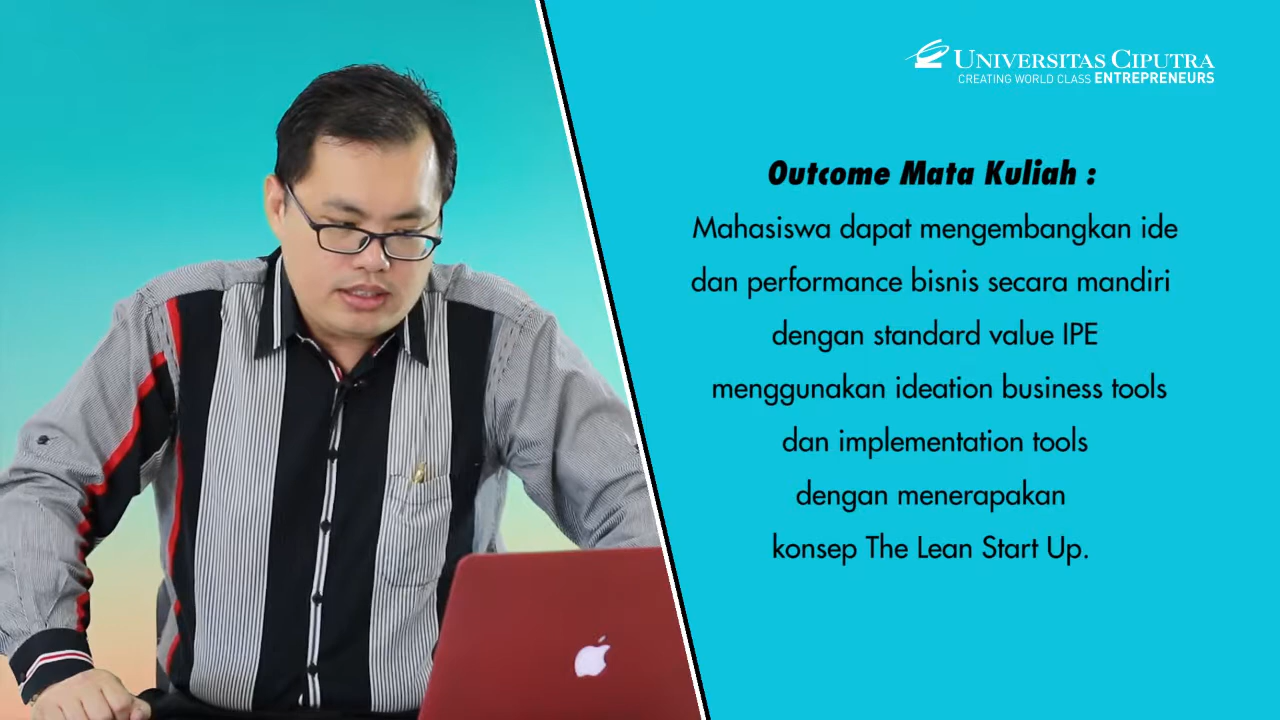 UNIVERSITAS CIPUTRA
CREATING WORLD CLASS ENTREPRENEURS
Outcome Mata Kuliah :
Mahasiswa dapat mengembangkan ide
dan performance bisnis secara mandiri
dengan standard value IPE
menggunakan ideation business tools
dan implementation tools
dengan menerapakan
konsep The Lean Start Up.